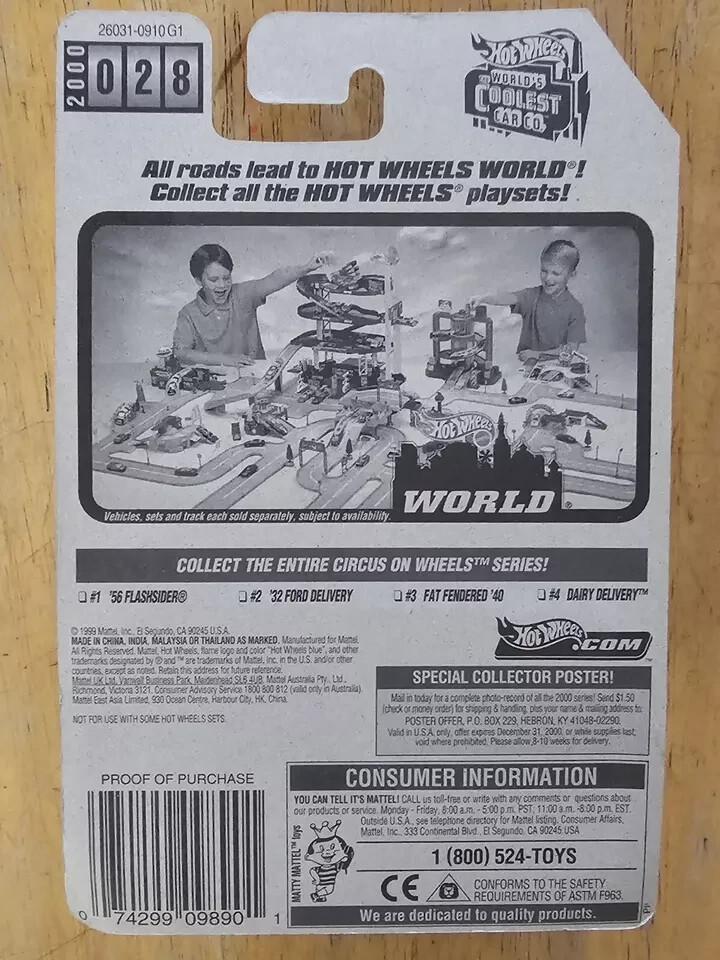 26031-0910 G1
2000
028
HOT WHEELS
THE WORLD'S
COOLEST
CAR CO.
All roads lead to HOT WHEELS WORLD®!
Collect all the HOT WHEELS® playsets!
HOT WHEELS
WORLD®
Vehicles, sets and track each sold separately, subject to availability.
COLLECT THE ENTIRE CIRCUS ON WHEELS™ SERIES!
#1 '56 FLASHSIDER® #2 '32 FORD DELIVERY #3 FAT FENDERED '40 #4 DAIRY DELIVERY™
© 1999 Mattel, Inc., El Segundo, CA 90245 U.S.A.
MADE IN CHINA, INDIA, MALAYSIA OR THAILAND AS MARKED. Manufactured for Mattel.
All Rights Reserved. Mattel, Hot Wheels, flame logo and color "Hot Wheels blue", and other
trademarks designated by ® and ™ are trademarks of Mattel, Inc. in the U.S. and/or other
countries, except as noted. Retain this address for future reference:
Mattel UK Ltd, Vanwall Business Park, Maidenhead SL6 4UB. Mattel Australia Pty., Ltd.,
Richmond, Victoria 3121. Consumer Advisory Service 1800 800 812 (valid only in Australia).
Mattel East Asia Limited, 930 Ocean Centre, Harbour City, HK, China.
NOT FOR USE WITH SOME HOT WHEELS SETS.
HOT WHEELS.COM™
SPECIAL COLLECTOR POSTER!
Mail in today for a complete photo-record of all the 2000 series! Send $1.50
(check or money order) for shipping & handling, plus your name & mailing address to:
POSTER OFFER, P.O. BOX 229, HEBRON, KY 41048-02290.
Valid in U.S.A. only, offer expires December 31, 2000, or while supplies last,
void where prohibited. Please allow 8-10 weeks for delivery.
PROOF OF PURCHASE
0 74299 09890 1
CONSUMER INFORMATION
YOU CAN TELL IT'S MATTEL! CALL us toll-free or write with any comments or questions about
our products or service. Monday - Friday, 8:00 a.m. - 5:00 p.m. PST, 11:00 a.m. -8:00 p.m. EST.
Outside U.S.A., see telephone directory for Mattel listing. Consumer Affairs,
Mattel, Inc., 333 Continental Blvd., El Segundo, CA 90245 USA
MATTY MATTEL™ toys
1 (800) 524-TOYS
CE
CONFORMS TO THE SAFETY
REQUIREMENTS OF ASTM F963.
We are dedicated to quality products.